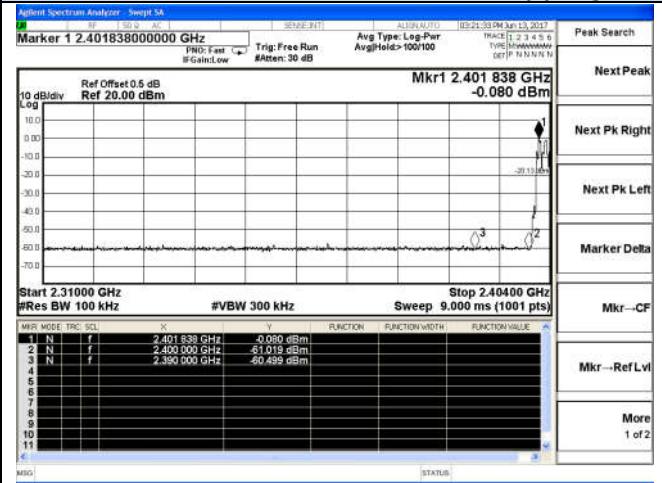 Agilent Spectrum Analyzer - Swept SA
RF 50 Ω AC SENSE:INT ALIGN AUTO 03:21:33 PM Jun 13, 2017
Marker 1 2.401838000000 GHz
PNO: Fast
IFGain:Low
Trig: Free Run
#Atten: 30 dB
Avg Type: Log-Pwr
Avg|Hold:>100/100
TRACE 1 2 3 4 5 6
TYPE MWWWWW
DET P N N N N N
Peak Search
Next Peak
Next Pk Right
Next Pk Left
Marker Delta
Mkr→CF
Mkr→RefLvl
More
1 of 2
Mkr1 2.401 838 GHz
-0.080 dBm
Ref Offset 0.5 dB
10 dB/div Ref 20.00 dBm
Log
10.0
0.00
-10.0
-20.0
-30.0
-40.0
-50.0
-60.0
-70.0
1
-20.13 dBm
3
2
Start 2.31000 GHz Stop 2.40400 GHz
#Res BW 100 kHz #VBW 300 kHz Sweep 9.000 ms (1001 pts)
MKR MODE TRC SCL X Y FUNCTION FUNCTION WIDTH FUNCTION VALUE
1 N f 2.401 838 GHz -0.080 dBm
2 N f 2.400 000 GHz -61.019 dBm
3 N f 2.390 000 GHz -60.499 dBm
4
5
6
7
8
9
10
11
MSG STATUS